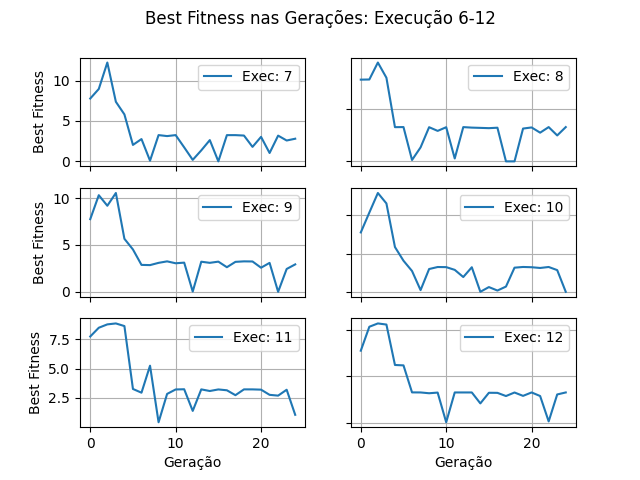 Best Fitness nas Gerações: Execução 6-12
Best Fitness
10
5
0
Exec: 7
Exec: 8
Best Fitness
10
5
0
Exec: 9
Exec: 10
Best Fitness
7.5
5.0
2.5
Exec: 11
Exec: 12
0
10
20
0
10
20
Geração
Geração